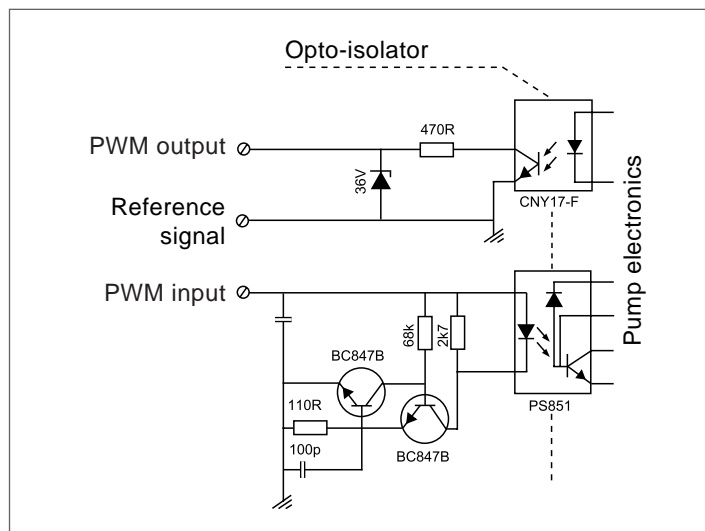 Opto-isolator
PWM output
470R
36V
Reference
signal
CNY17-F
PWM input
68k
2k7
BC847B
110R
100p
BC847B
PS851
Pump electronics